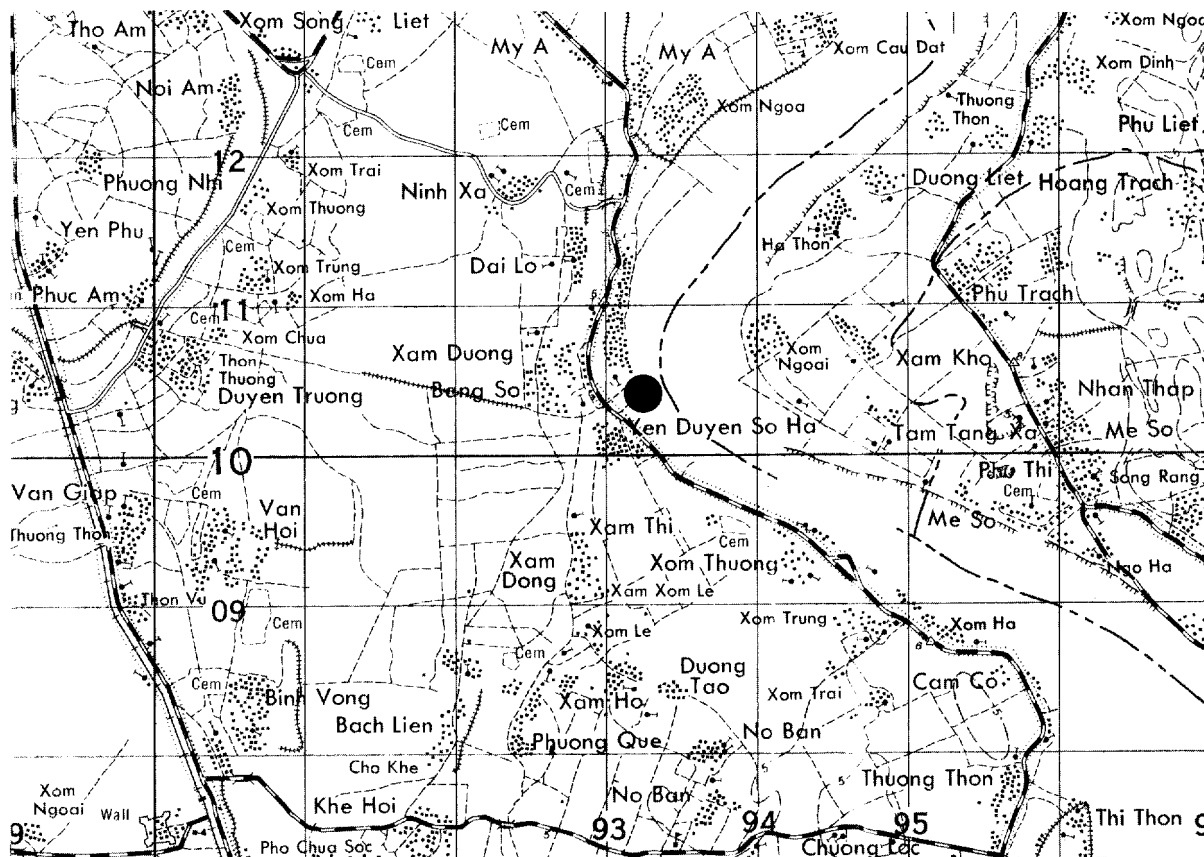 Tho Am
Xom Song
Liet
My A
My A
Xom Cau Dat
Xom Dinh
Cem
Noi Am
Xom Ngoa
Thuong
Thon
Phu Liet
Cem
Cem
12
Phuong Nhi
Xom Trai
Ninh Xa
Cem
Duong Liet
Hoang Trach
Xom Thuong
Yen Phu
Cem
Ha Thon
Xom Trung
Dai Lo
Phuc Am
Xom Ha
Phu Trach
Cem
11
Xom Chua
Thon
Thuong
Duyen Truong
Xam Duong
Bang So
Xom
Ngoai
Xam Kho
Nhan Thap
Yen Duyen So Ha
Tam Tang Xa
Me So
10
Phu Thi
Song Rang
Van Giap
Cem
Van
Hoi
Cem
Thuong Thon
Xam Thi
Me So
Cem
Xam
Dong
Xom Thuong
Ngo Ha
Thon Vu
Xam Xom Le
09
Cem
Xom Le
Xom Trung
Xom Ha
Cem
Duong
Tao
Cem
Binh Vong
Xam Ho
Xom Trai
Cam Co
Bach Lien
Phuong Que
No Ban
Cho Khe
Thuong Thon
Xom
Ngoai
Wall
Khe Hoi
No Ban
93
94
95
Thi Thon
9
Pho Chua Soc
Chuong Loc